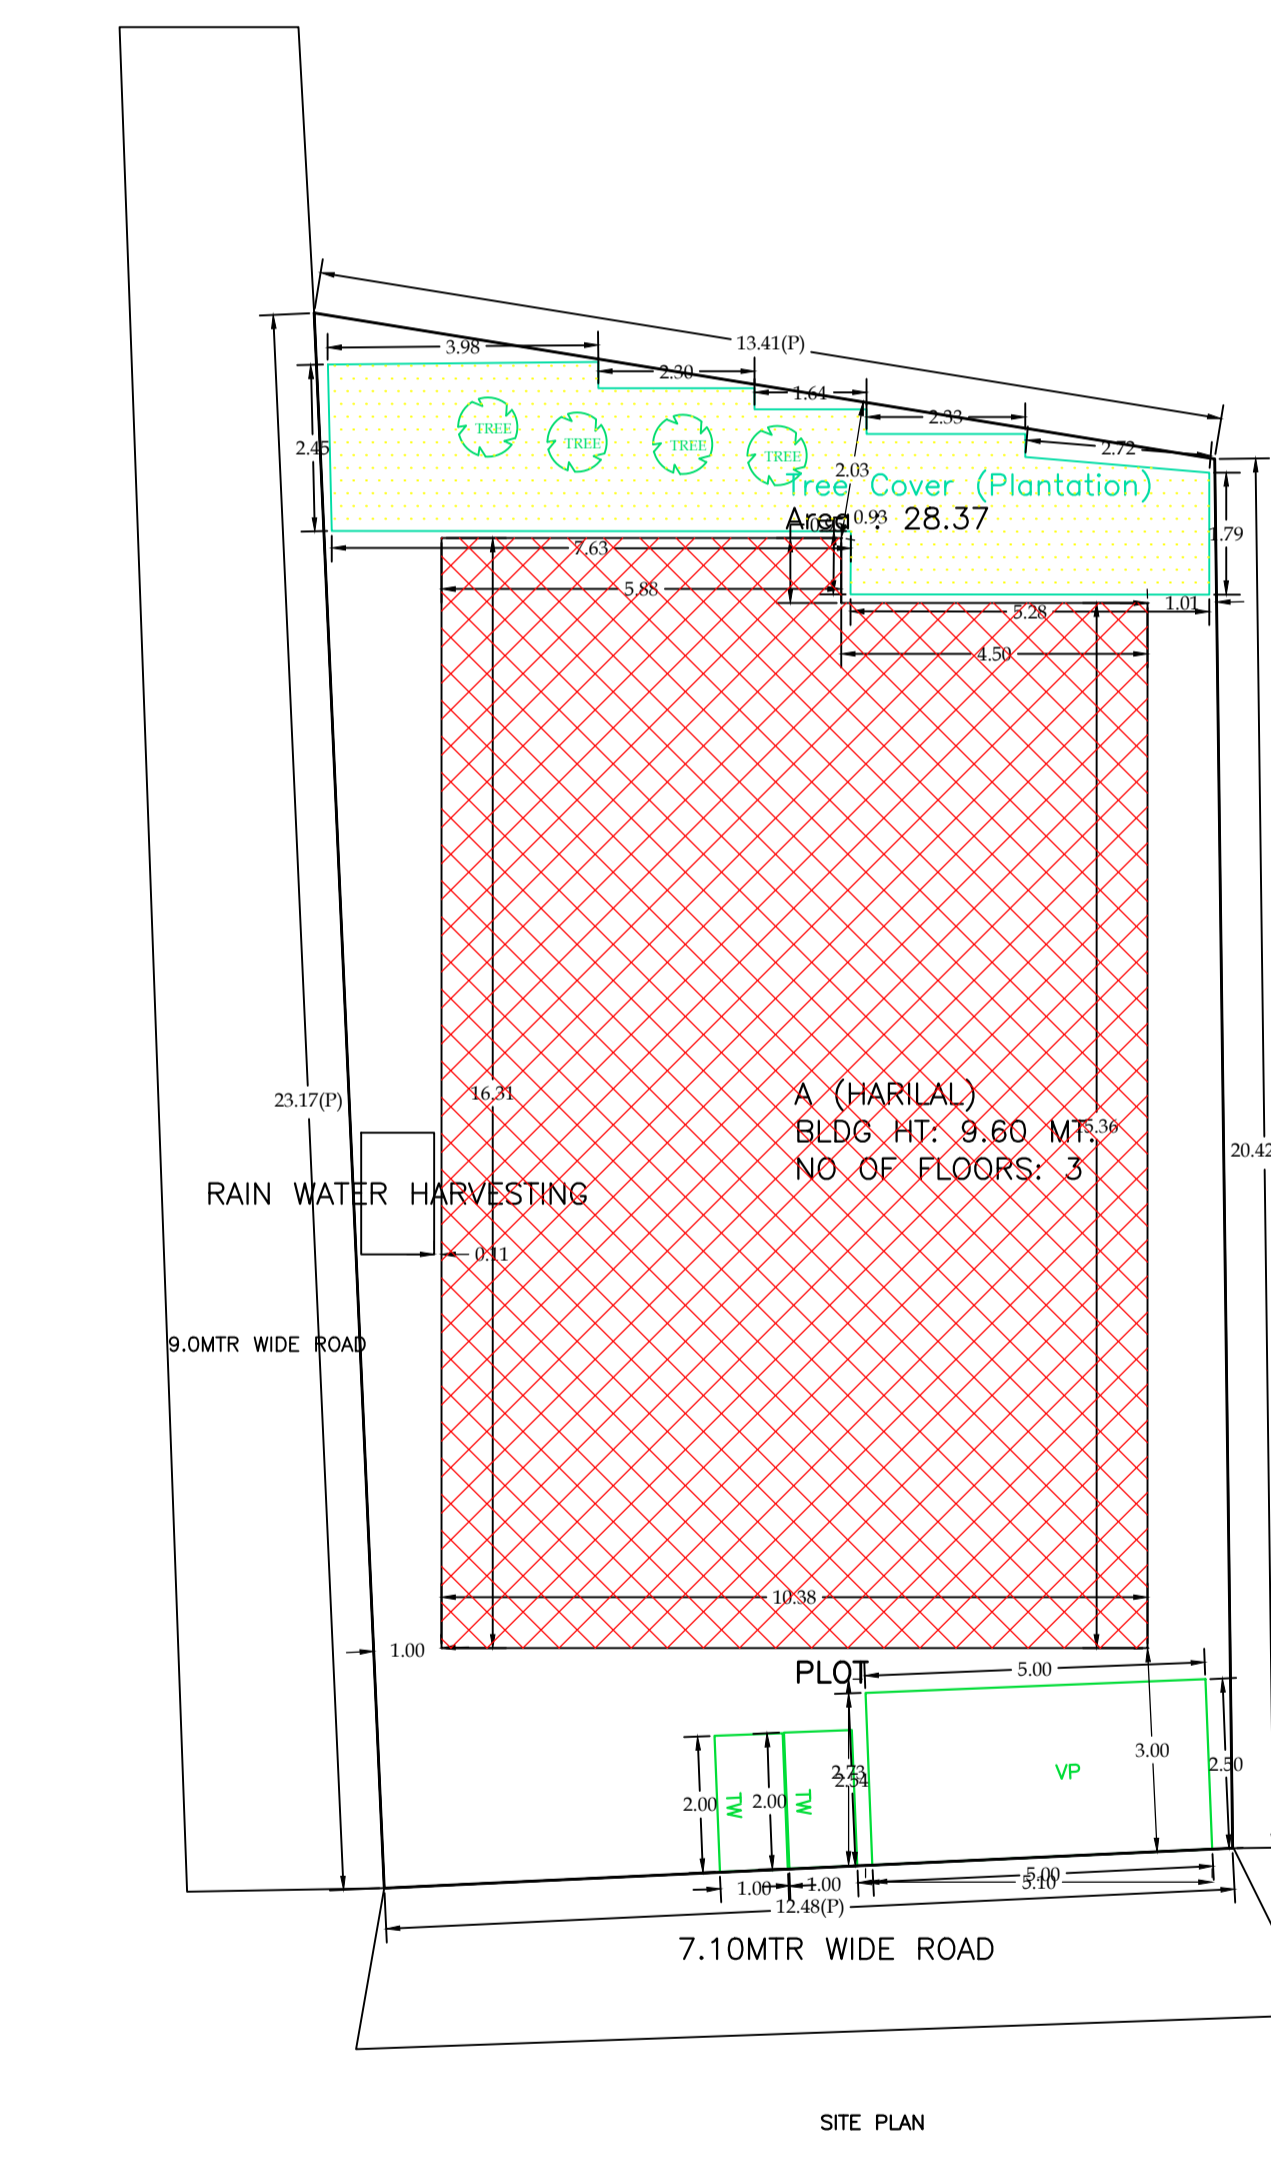 13.41(P)
3.98
2.30
1.64
2.33
2.72
TREE
TREE
TREE
TREE
2.45
2.03
Tree Cover (Plantation)
Area : 28.37
0.93
1.79
7.63
5.88
1.01
5.28
4.50
16.31
23.17(P)
A (HARILAL)
BLDG HT: 9.60 MT.
15.36
NO OF FLOORS: 3
20.42
RAIN WATER HARVESTING
0.11
9.0MTR WIDE ROAD
10.38
1.00
PLOT
5.00
3.00
2.50
VP
2.73
2.54
2.00
TW
2.00
TW
1.00
1.00
5.00
5.10
12.48(P)
7.10MTR WIDE ROAD
SITE PLAN